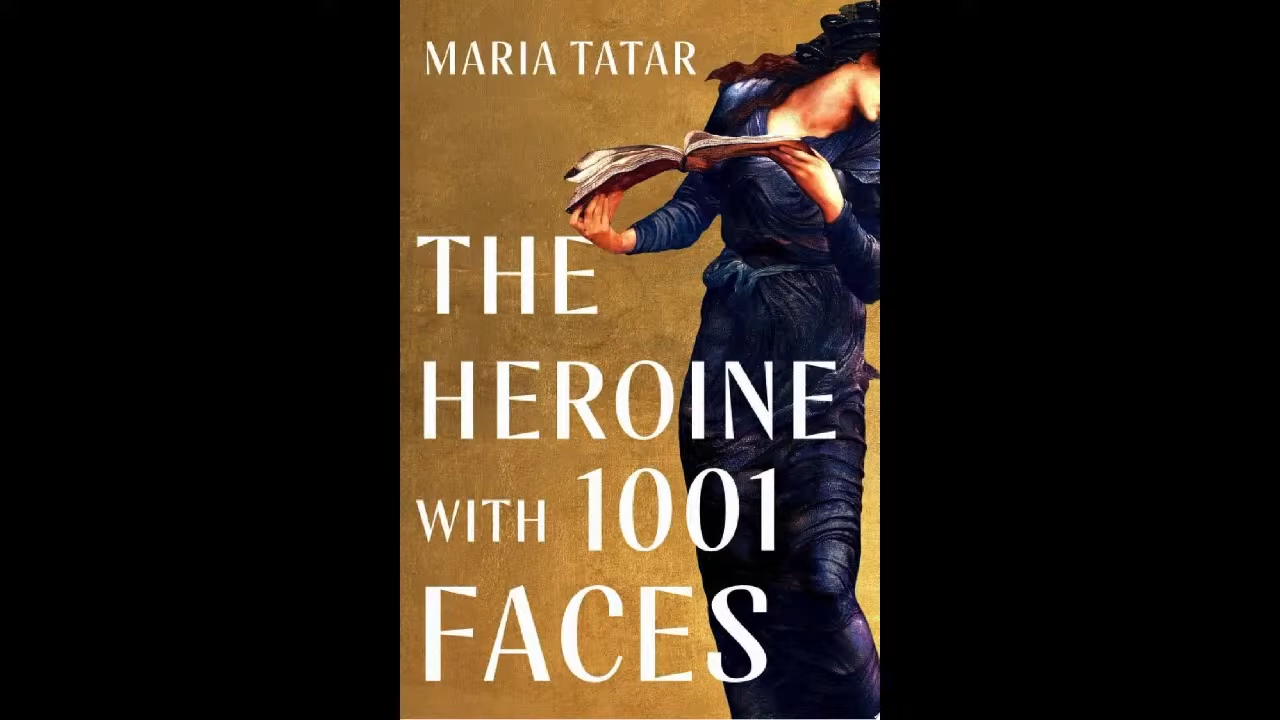 MARIA TATAR
THE
HEROINE
WITH 1001
FACES